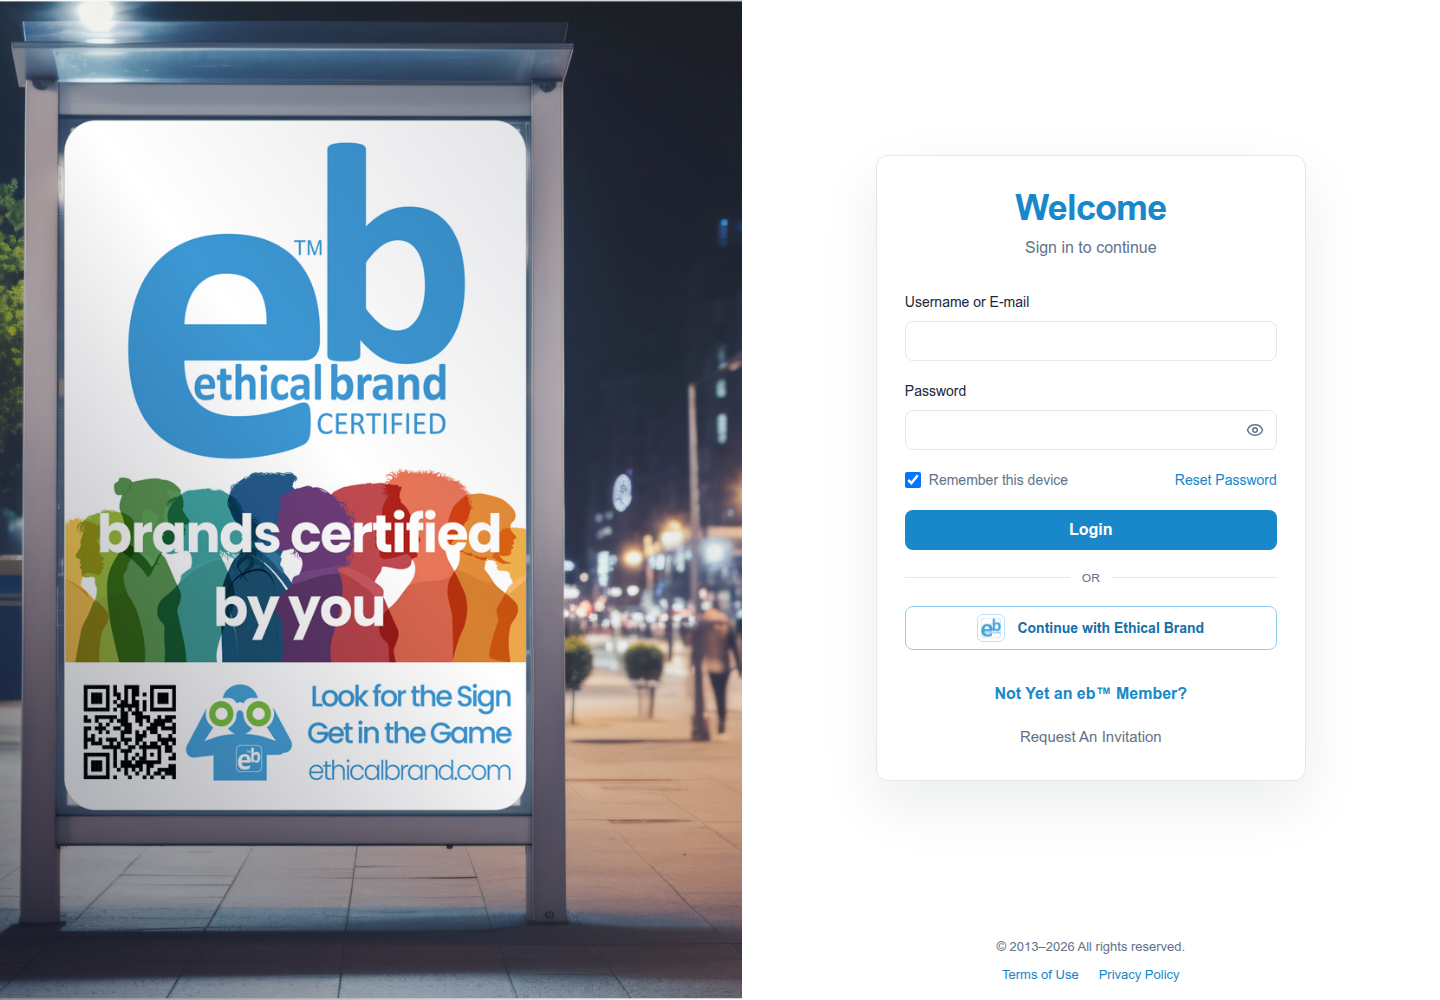 eb
TM
ethical brand
CERTIFIED
brands certified
by you
eb
Look for the Sign
Get in the Game
ethicalbrand.com
Welcome
Sign in to continue
Username or E-mail
Password
Remember this device
Reset Password
Login
OR
eb
Continue with Ethical Brand
Not Yet an eb™ Member?
Request An Invitation
© 2013–2026 All rights reserved.
Terms of Use
Privacy Policy